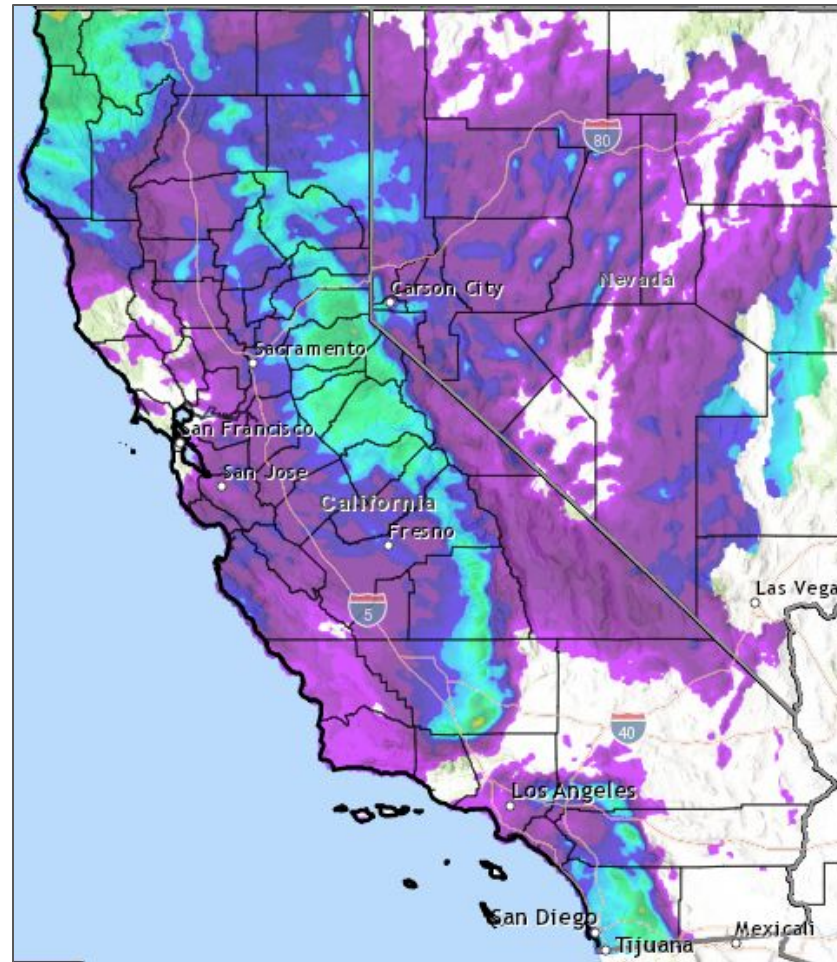 80
Nevada
Carson City
Sacramento
San Francisco
San Jose
California
Fresno
Las Vega
5
40
Los Angeles
San Diego
Mexicali
Tijuana